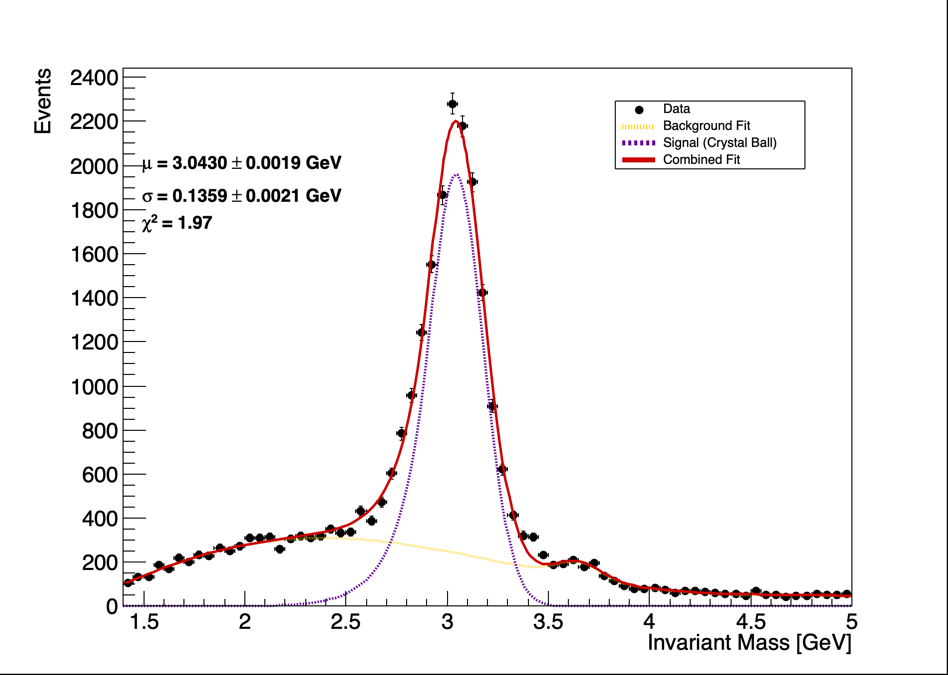 Events
2400
2200
2000
1800
1600
1400
1200
1000
800
600
400
200
0
μ = 3.0430 ± 0.0019 GeV
σ = 0.1359 ± 0.0021 GeV
χ² = 1.97
Data
Background Fit
Signal (Crystal Ball)
Combined Fit
1.5 2 2.5 3 3.5 4 4.5 5
Invariant Mass [GeV]